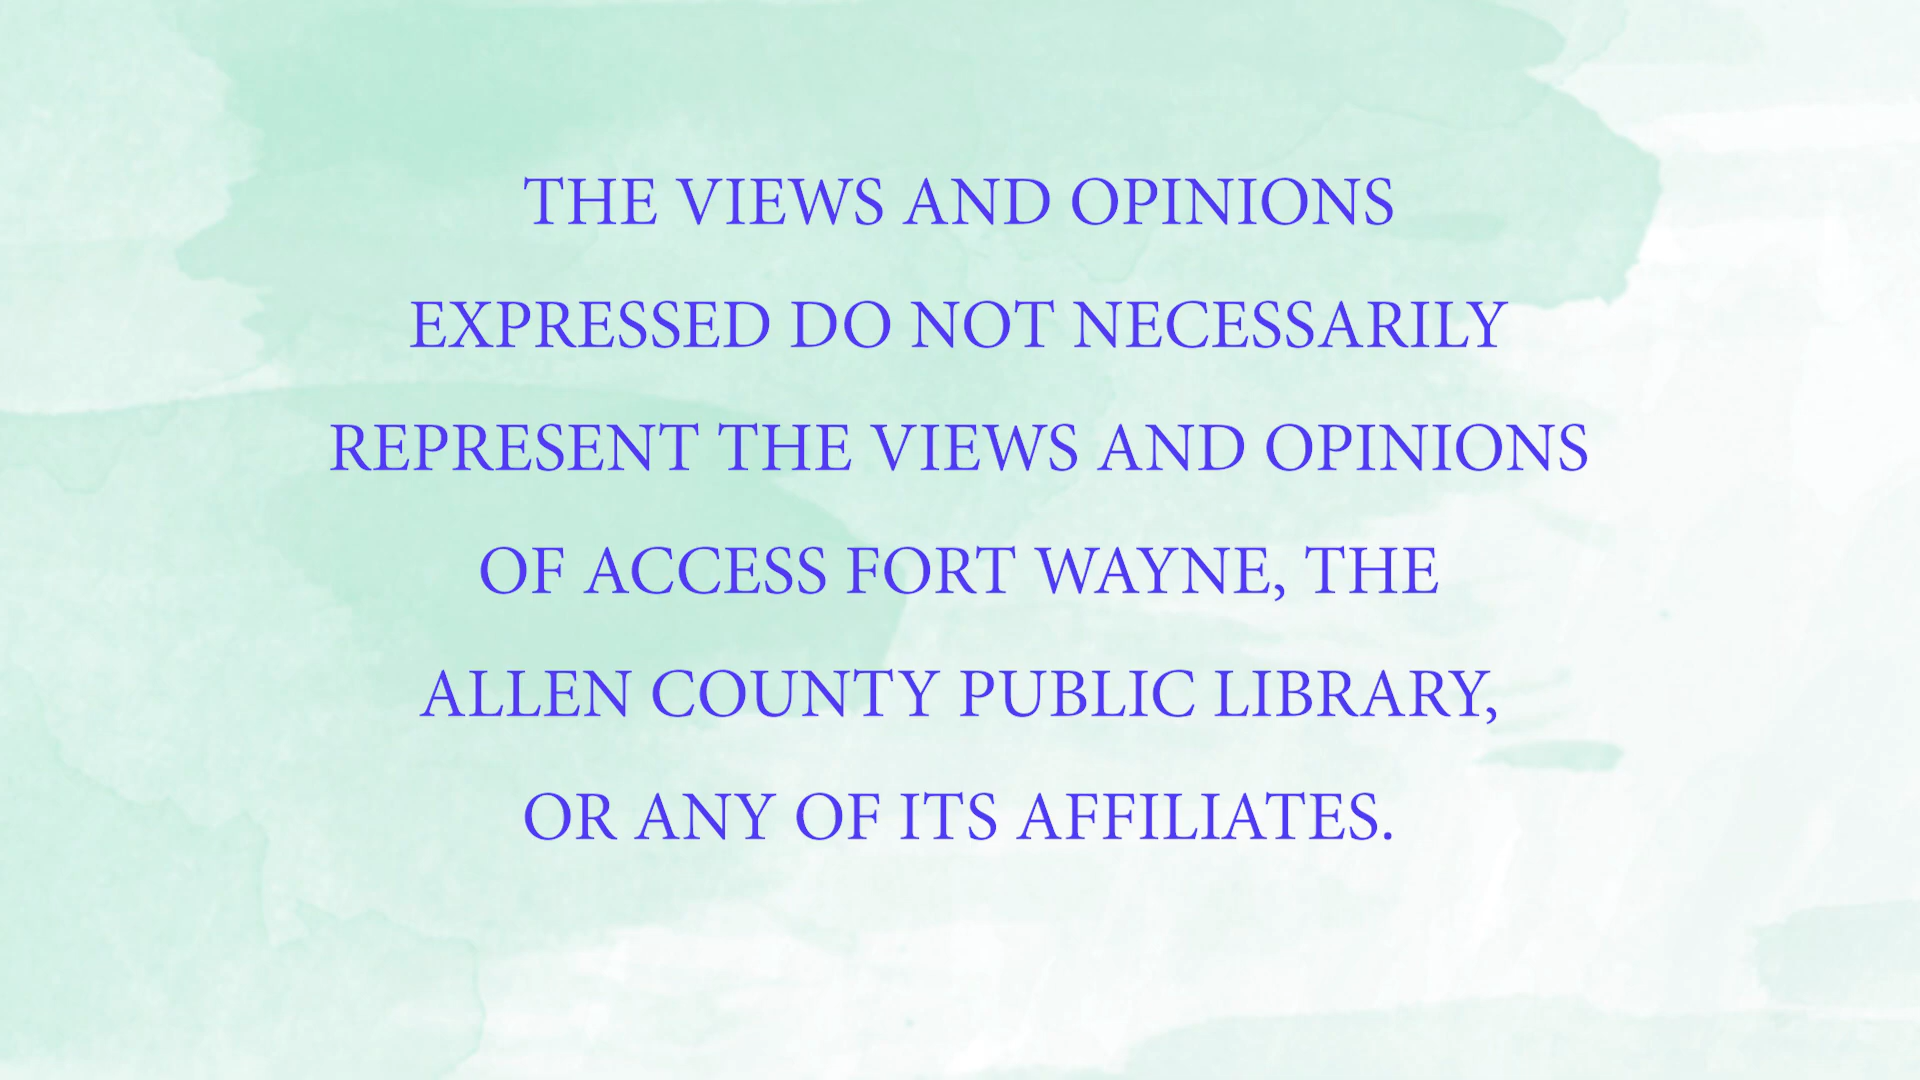 THE VIEWS AND OPINIONS
EXPRESSED DO NOT NECESSARILY
REPRESENT THE VIEWS AND OPINIONS
OF ACCESS FORT WAYNE, THE
ALLEN COUNTY PUBLIC LIBRARY,
OR ANY OF ITS AFFILIATES.